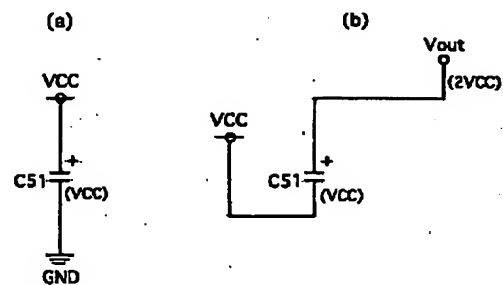 (a)
VCC
+
C51
(VCC)
GND
(b)
Vout
(2VCC)
VCC
+
C51
(VCC)